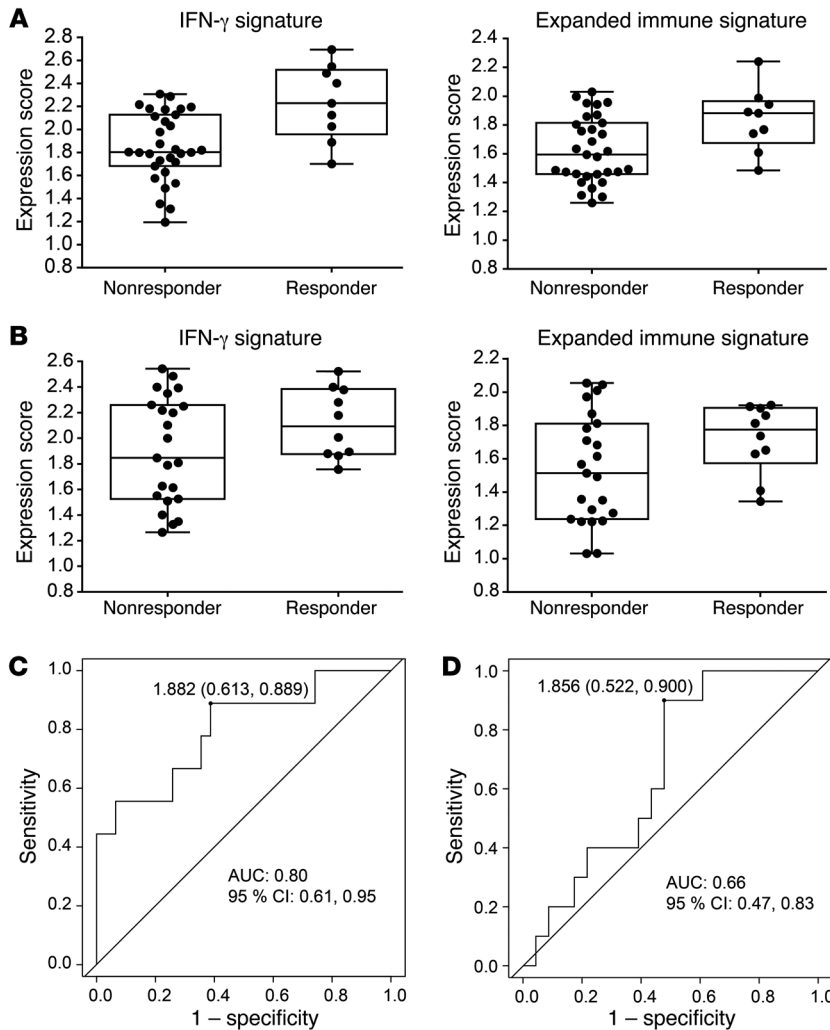 A
IFN-γ signature
Expression score
2.8
2.6
2.4
2.2
2.0
1.8
1.6
1.4
1.2
1.0
0.8
Nonresponder Responder
Expanded immune signature
Expression score
2.4
2.2
2.0
1.8
1.6
1.4
1.2
1.0
0.8
Nonresponder Responder
B
IFN-γ signature
Expression score
2.6
2.4
2.2
2.0
1.8
1.6
1.4
1.2
1.0
0.8
Nonresponder Responder
Expanded immune signature
Expression score
2.2
2.0
1.8
1.6
1.4
1.2
1.0
0.8
Nonresponder Responder
C
Sensitivity
1.0
0.8
0.6
0.4
0.2
0.0
1.882 (0.613, 0.889)
AUC: 0.80
95 % CI: 0.61, 0.95
0.0 0.2 0.4 0.6 0.8 1.0
1 – specificity
D
Sensitivity
1.0
0.8
0.6
0.4
0.2
0.0
1.856 (0.522, 0.900)
AUC: 0.66
95 % CI: 0.47, 0.83
0.0 0.2 0.4 0.6 0.8 1.0
1 – specificity